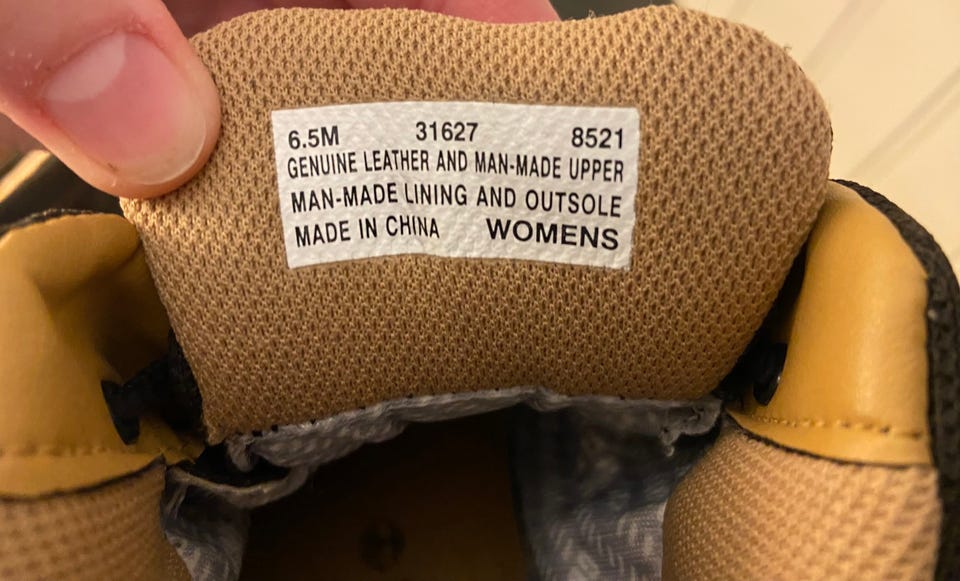 6.5M 31627 8521
GENUINE LEATHER AND MAN-MADE UPPER
MAN-MADE LINING AND OUTSOLE
MADE IN CHINA WOMENS